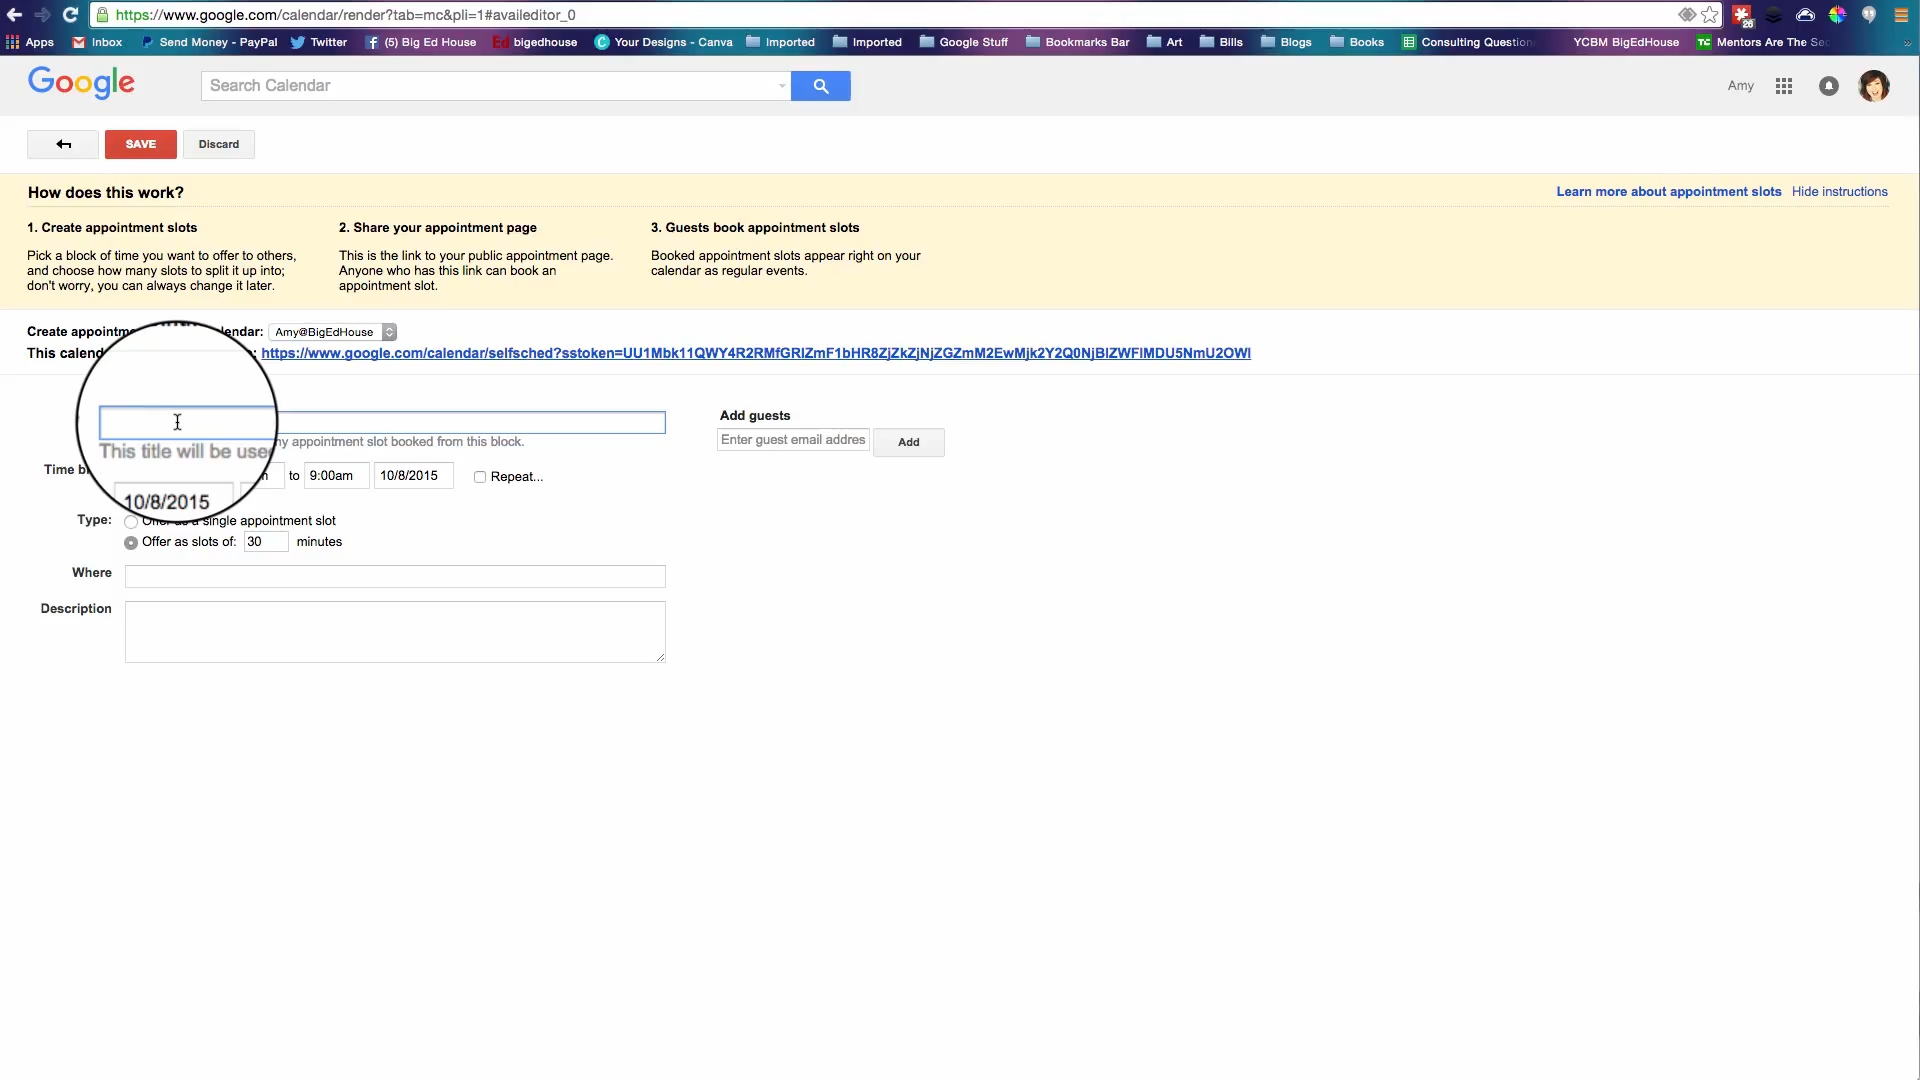 https://www.google.com/calendar/render?tab=mc&pli=1#availeditor_0
26
Apps Inbox Send Money - PayPal Twitter (5) Big Ed House Ed bigedhouse C Your Designs - Canva Imported Imported Google Stuff Bookmarks Bar Art Bills Blogs Books Consulting Question YCBM BigEdHouse TC Mentors Are The Sec »
Google
Search Calendar
Amy
SAVE
Discard
How does this work?
Learn more about appointment slots Hide instructions
1. Create appointment slots
Pick a block of time you want to offer to others,
and choose how many slots to split it up into;
don't worry, you can always change it later.
2. Share your appointment page
This is the link to your public appointment page.
Anyone who has this link can book an
appointment slot.
3. Guests book appointment slots
Booked appointment slots appear right on your
calendar as regular events.
Create appointm endar: Amy@BigEdHouse
This calend : https://www.google.com/calendar/selfsched?sstoken=
This title will be use ny appointment slot booked from this block.
Add guests
Enter guest email addres Add
Time b to 9:00am 10/8/2015 Repeat...
10/8/2015
Type: single appointment slot
Offer as slots of: 30 minutes
Where
Description